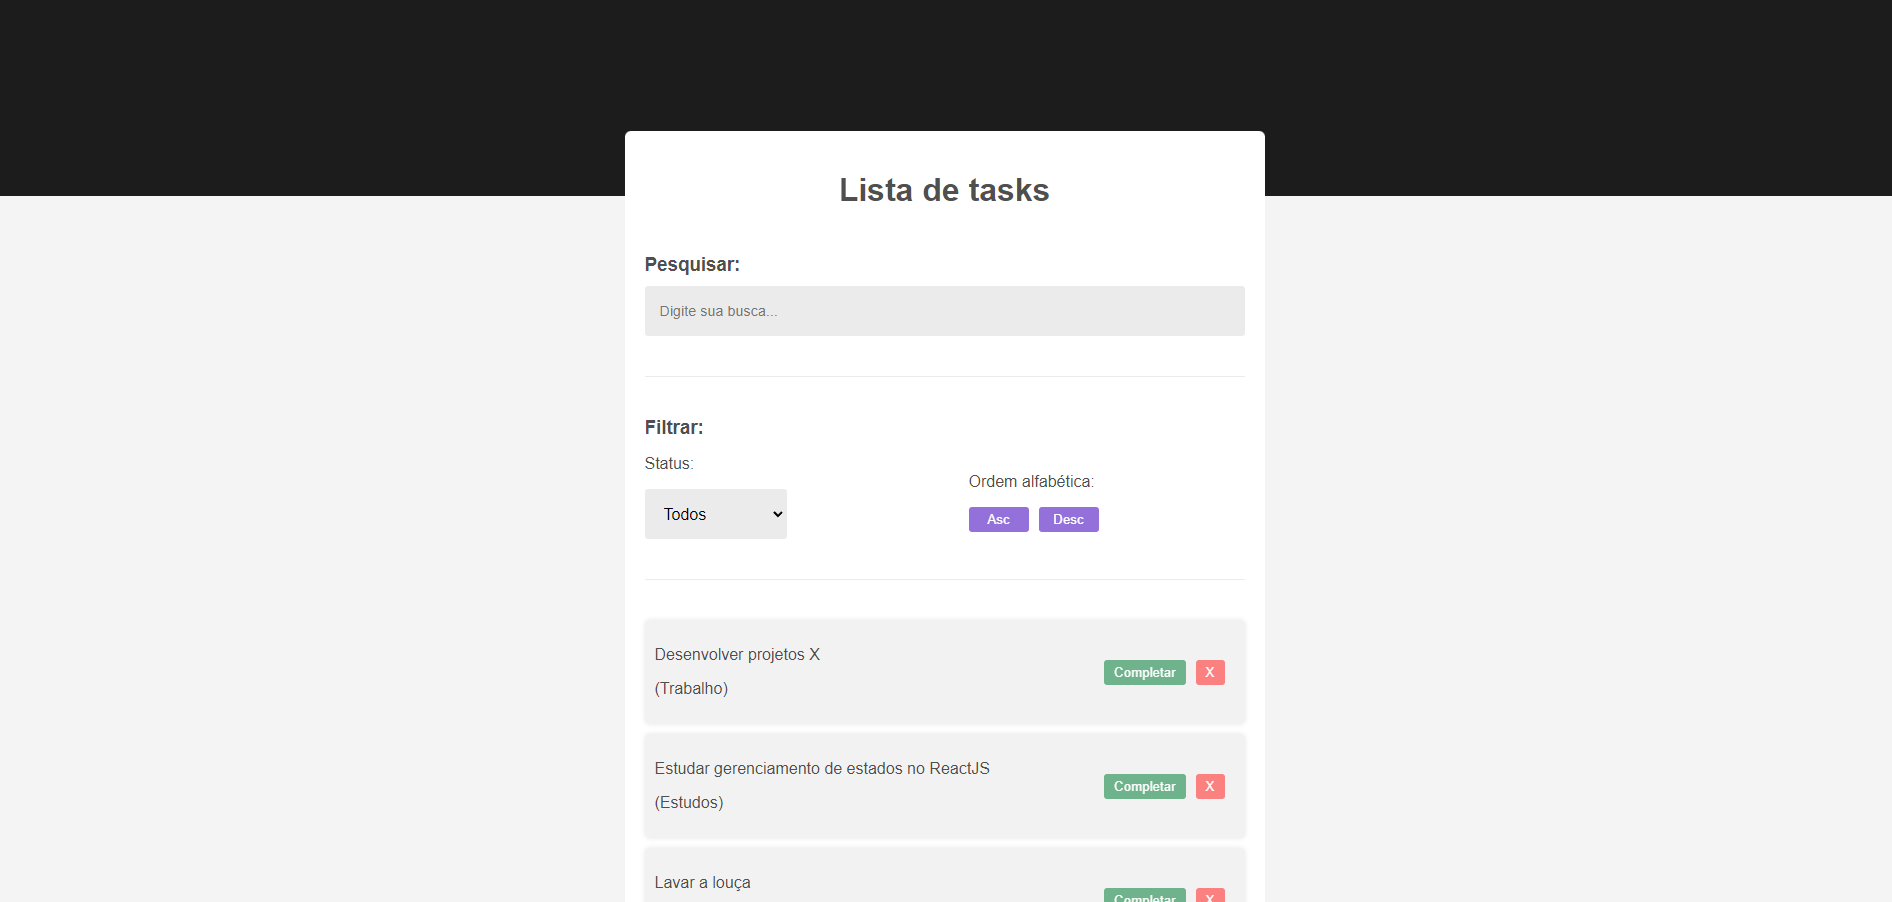 Lista de tasks
Pesquisar:
Digite sua busca...
Filtrar:
Status:
Todos
Ordem alfabética:
Asc Desc
Desenvolver projetos X
(Trabalho)
Completar X
Estudar gerenciamento de estados no ReactJS
(Estudos)
Completar X
Lavar a louça
Completar X